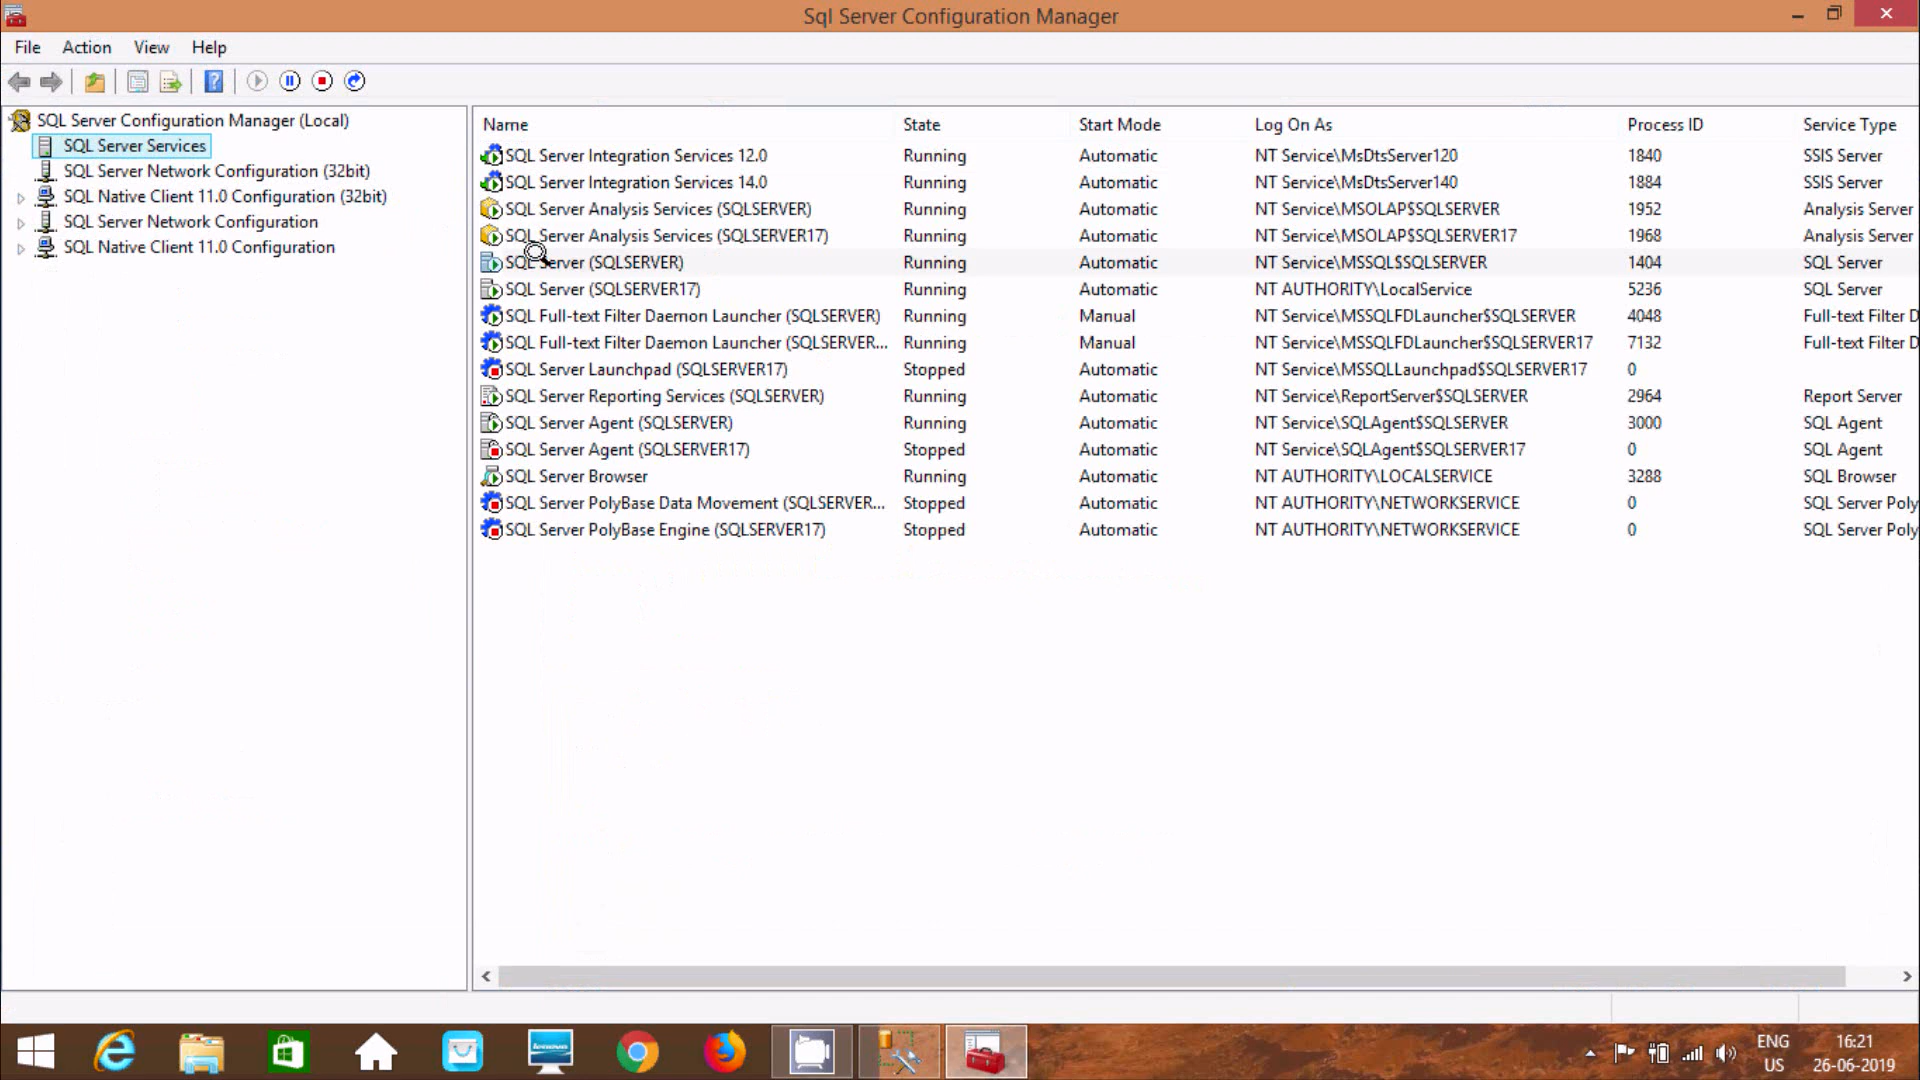 Sql Server Configuration Manager
File Action View Help
SQL Server Configuration Manager (Local)
SQL Server Services
SQL Server Network Configuration (32bit)
SQL Native Client 11.0 Configuration (32bit)
SQL Server Network Configuration
SQL Native Client 11.0 Configuration
Name State Start Mode Log On As Process ID Service Type
SQL Server Integration Services 12.0 Running Automatic NT Service\MsDtsServer120 1840 SSIS Server
SQL Server Integration Services 14.0 Running Automatic NT Service\MsDtsServer140 1884 SSIS Server
SQL Server Analysis Services (SQLSERVER) Running Automatic NT Service\MSOLAP$SQLSERVER 1952 Analysis Server
SQL Server Analysis Services (SQLSERVER17) Running Automatic NT Service\MSOLAP$SQLSERVER17 1968 Analysis Server
SQL Server (SQLSERVER) Running Automatic NT Service\MSSQL$SQLSERVER 1404 SQL Server
SQL Server (SQLSERVER17) Running Automatic NT AUTHORITY\LocalService 5236 SQL Server
SQL Full-text Filter Daemon Launcher (SQLSERVER) Running Manual NT Service\MSSQLFDLauncher$SQLSERVER 4048 Full-text Filter D
SQL Full-text Filter Daemon Launcher (SQLSERVER... Running Manual NT Service\MSSQLFDLauncher$SQLSERVER17 7132 Full-text Filter D
SQL Server Launchpad (SQLSERVER17) Stopped Automatic NT Service\MSSQLLaunchpad$SQLSERVER17 0
SQL Server Reporting Services (SQLSERVER) Running Automatic NT Service\ReportServer$SQLSERVER 2964 Report Server
SQL Server Agent (SQLSERVER) Running Automatic NT Service\SQLAgent$SQLSERVER 3000 SQL Agent
SQL Server Agent (SQLSERVER17) Stopped Automatic NT Service\SQLAgent$SQLSERVER17 0 SQL Agent
SQL Server Browser Running Automatic NT AUTHORITY\LOCALSERVICE 3288 SQL Browser
SQL Server PolyBase Data Movement (SQLSERVER... Stopped Automatic NT AUTHORITY\NETWORKSERVICE 0 SQL Server Poly
SQL Server PolyBase Engine (SQLSERVER17) Stopped Automatic NT AUTHORITY\NETWORKSERVICE 0 SQL Server Poly
ENG 16:21
US 26-06-2019